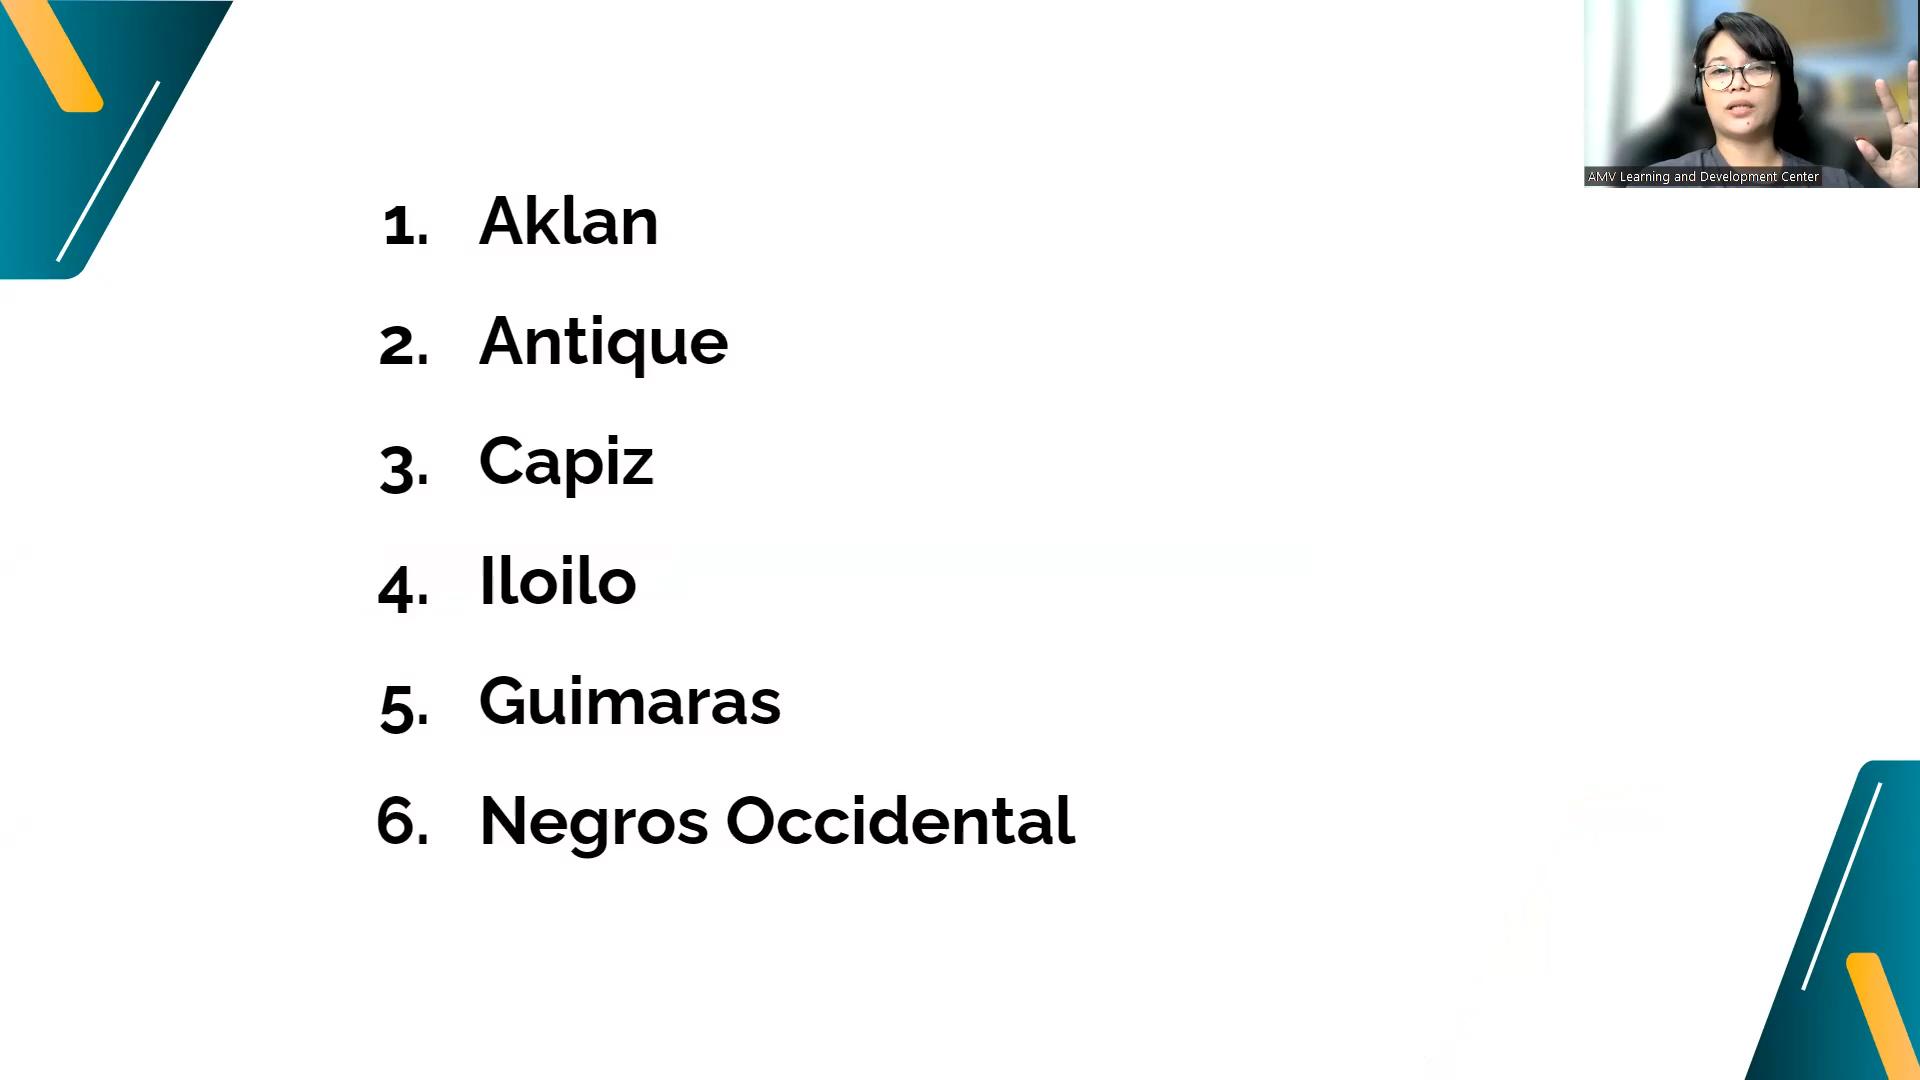 AMV Learning and Development Center
1. Aklan
2. Antique
3. Capiz
4. Iloilo
5. Guimaras
6. Negros Occidental